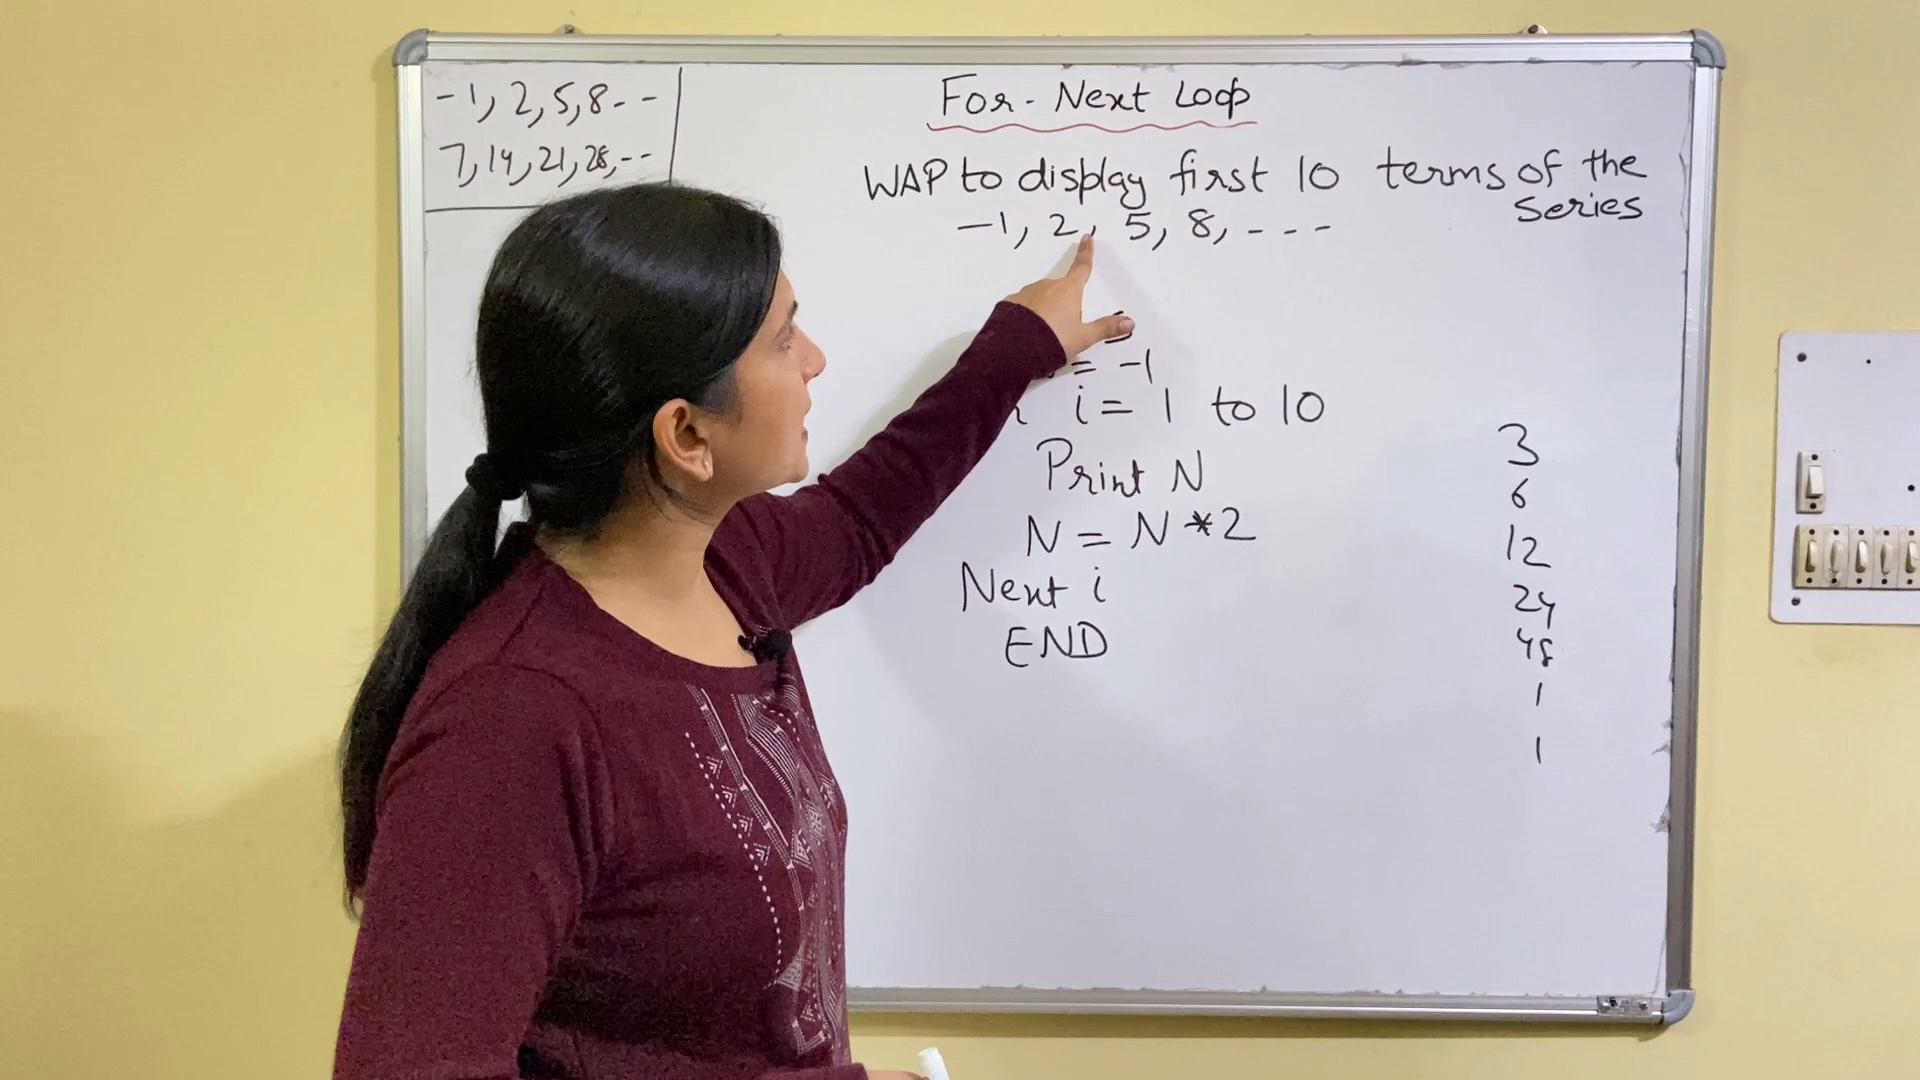 -1, 2, 5, 8 - -
7, 14, 21, 28, - -
For - Next Loop
WAP to display first 10 terms of the
series
-1, 2, 5, 8, - - -
= -1
i = 1 to 10
Print N
N = N * 2
Next i
END
3
6
12
24
48
1
1